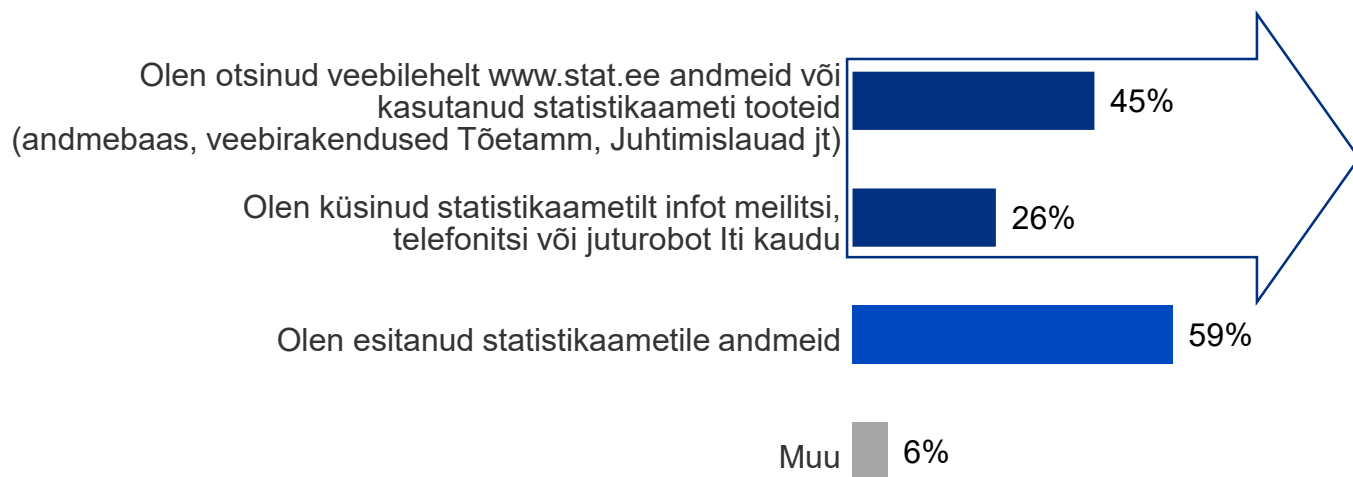 Olen otsinud veebilehelt www.stat.ee andmeid või
kasutanud statistikaameti tooteid
(andmebaas, veebirakendused Tõetamm, Juhtimislauad jt)
45%
Olen küsinud statistikaametilt infot meilitsi,
telefonitsi või juturobot Iti kaudu
26%
Olen esitanud statistikaametile andmeid
59%
Muu
6%